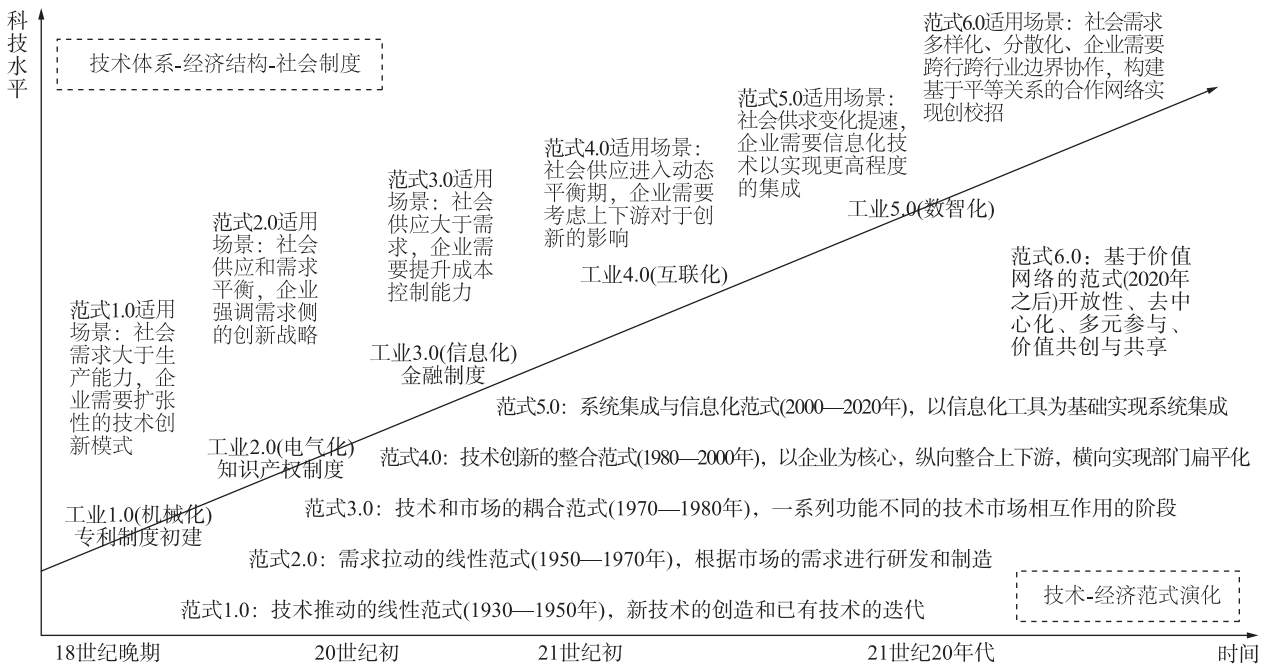 科技水平
技术体系-经济结构-社会制度
范式6.0适用场景：社会需求
多样化、分散化、企业需要
跨行跨行业边界协作，构建
基于平等关系的合作网络实
现创校招
范式5.0适用场景：
社会供求变化提速，
企业需要信息化技
术以实现更高程度
的集成
范式4.0适用场景：
社会供应进入动态
平衡期，企业需要
考虑上下游对于创
新的影响
范式3.0适用
场景：社会
供应大于需
求，企业需
要提升成本
控制能力
范式2.0适用
场景：社会
供应和需求
平衡，企业
强调需求侧
的创新战略
范式1.0适用
场景：社会
需求大于生
产能力，企
业需要扩张
性的技术创
新模式
工业5.0(数智化)
工业4.0(互联化)
工业3.0(信息化)
金融制度
工业2.0(电气化)
知识产权制度
工业1.0(机械化)
专利制度初建
范式6.0：基于价值
网络的范式(2020年
之后)开放性、去中
心化、多元参与、
价值共创与共享
范式5.0：系统集成与信息化范式(2000—2020年)，以信息化工具为基础实现系统集成
范式4.0：技术创新的整合范式(1980—2000年)，以企业为核心，纵向整合上下游，横向实现部门扁平化
范式3.0：技术和市场的耦合范式(1970—1980年)，一系列功能不同的技术市场相互作用的阶段
范式2.0：需求拉动的线性范式(1950—1970年)，根据市场的需求进行研发和制造
范式1.0：技术推动的线性范式(1930—1950年)，新技术的创造和已有技术的迭代
技术-经济范式演化
18世纪晚期
20世纪初
21世纪初
21世纪20年代
时间